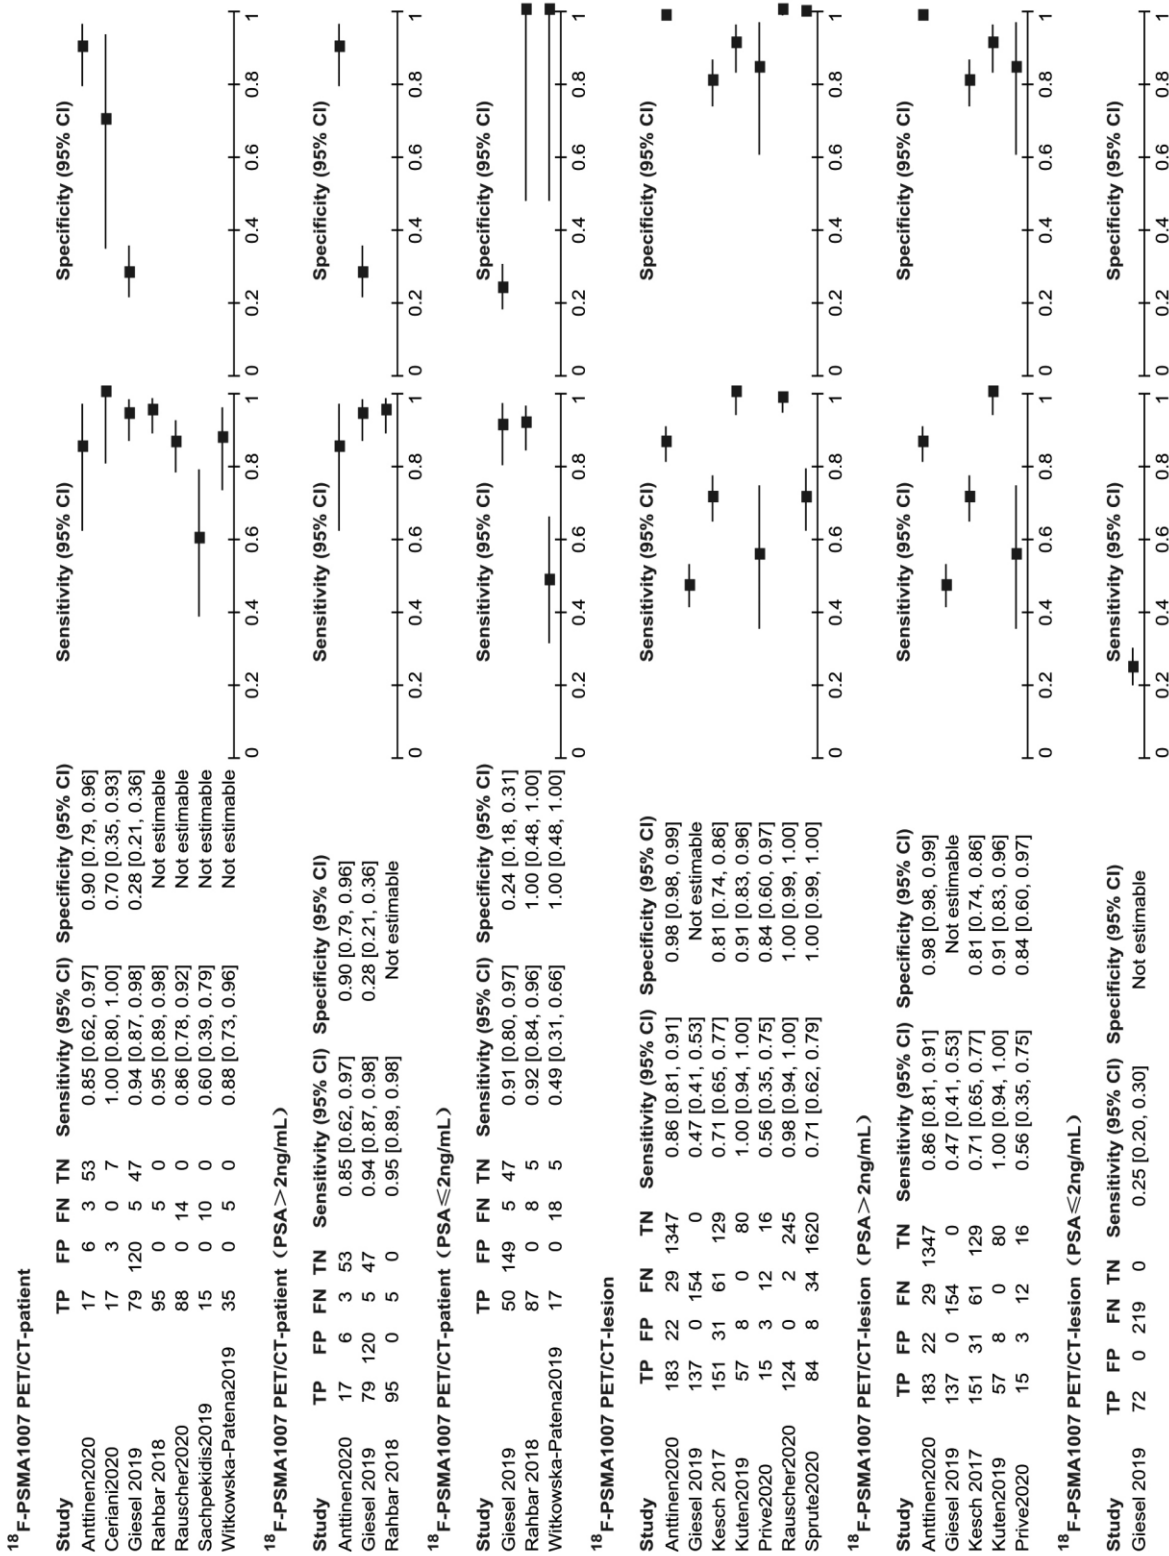 18F-PSMA1007 PET/CT-patient
Study TP FP FN TN Sensitivity (95% CI) Specificity (95% CI) Sensitivity (95% CI) Specificity (95% CI)
Anttinen2020 17 6 3 53 0.85 [0.62, 0.97] 0.90 [0.79, 0.96]
Ceriani2020 17 3 0 7 1.00 [0.80, 1.00] 0.70 [0.35, 0.93]
Giesel 2019 79 120 5 47 0.94 [0.87, 0.98] 0.28 [0.21, 0.36]
Rahbar 2018 95 0 5 0 0.95 [0.89, 0.98] Not estimable
Rauscher2020 88 0 14 0 0.86 [0.78, 0.92] Not estimable
Sachpekidis2019 15 0 10 0 0.60 [0.39, 0.79] Not estimable
Witkowska-Patena2019 35 0 5 0 0.88 [0.73, 0.96] Not estimable
0 0.2 0.4 0.6 0.8 1 0 0.2 0.4 0.6 0.8 1
18F-PSMA1007 PET/CT-patient (PSA>2ng/mL)
Study TP FP FN TN Sensitivity (95% CI) Specificity (95% CI) Sensitivity (95% CI) Specificity (95% CI)
Anttinen2020 17 6 3 53 0.85 [0.62, 0.97] 0.90 [0.79, 0.96]
Giesel 2019 79 120 5 47 0.94 [0.87, 0.98] 0.28 [0.21, 0.36]
Rahbar 2018 95 0 5 0 0.95 [0.89, 0.98] Not estimable
0 0.2 0.4 0.6 0.8 1 0 0.2 0.4 0.6 0.8 1
18F-PSMA1007 PET/CT-patient (PSA≤2ng/mL)
Study TP FP FN TN Sensitivity (95% CI) Specificity (95% CI) Sensitivity (95% CI) Specificity (95% CI)
Giesel 2019 50 149 5 47 0.91 [0.80, 0.97] 0.24 [0.18, 0.31]
Rahbar 2018 87 0 8 5 0.92 [0.84, 0.96] 1.00 [0.48, 1.00]
Witkowska-Patena2019 17 0 18 5 0.49 [0.31, 0.66] 1.00 [0.48, 1.00]
0 0.2 0.4 0.6 0.8 1 0 0.2 0.4 0.6 0.8 1
18F-PSMA1007 PET/CT-lesion
Study TP FP FN TN Sensitivity (95% CI) Specificity (95% CI) Sensitivity (95% CI) Specificity (95% CI)
Anttinen2020 183 22 29 1347 0.86 [0.81, 0.91] 0.98 [0.98, 0.99]
Giesel 2019 137 0 154 0 0.47 [0.41, 0.53] Not estimable
Kesch 2017 151 31 61 129 0.71 [0.65, 0.77] 0.81 [0.74, 0.86]
Kuten2019 57 8 0 80 1.00 [0.94, 1.00] 0.91 [0.83, 0.96]
Prive2020 15 3 12 16 0.56 [0.35, 0.75] 0.84 [0.60, 0.97]
Rauscher2020 124 0 2 245 0.98 [0.94, 1.00] 1.00 [0.99, 1.00]
Sprute2020 84 8 34 1620 0.71 [0.62, 0.79] 1.00 [0.99, 1.00]
0 0.2 0.4 0.6 0.8 1 0 0.2 0.4 0.6 0.8 1
18F-PSMA1007 PET/CT-lesion (PSA>2ng/mL)
Study TP FP FN TN Sensitivity (95% CI) Specificity (95% CI) Sensitivity (95% CI) Specificity (95% CI)
Anttinen2020 183 22 29 1347 0.86 [0.81, 0.91] 0.98 [0.98, 0.99]
Giesel 2019 137 0 154 0 0.47 [0.41, 0.53] Not estimable
Kesch 2017 151 31 61 129 0.71 [0.65, 0.77] 0.81 [0.74, 0.86]
Kuten2019 57 8 0 80 1.00 [0.94, 1.00] 0.91 [0.83, 0.96]
Prive2020 15 3 12 16 0.56 [0.35, 0.75] 0.84 [0.60, 0.97]
0 0.2 0.4 0.6 0.8 1 0 0.2 0.4 0.6 0.8 1
18F-PSMA1007 PET/CT-lesion (PSA≤2ng/mL)
Study TP FP FN TN Sensitivity (95% CI) Specificity (95% CI) Sensitivity (95% CI) Specificity (95% CI)
Giesel 2019 72 0 219 0 0.25 [0.20, 0.30] Not estimable
0 0.2 0.4 0.6 0.8 1 0 0.2 0.4 0.6 0.8 1